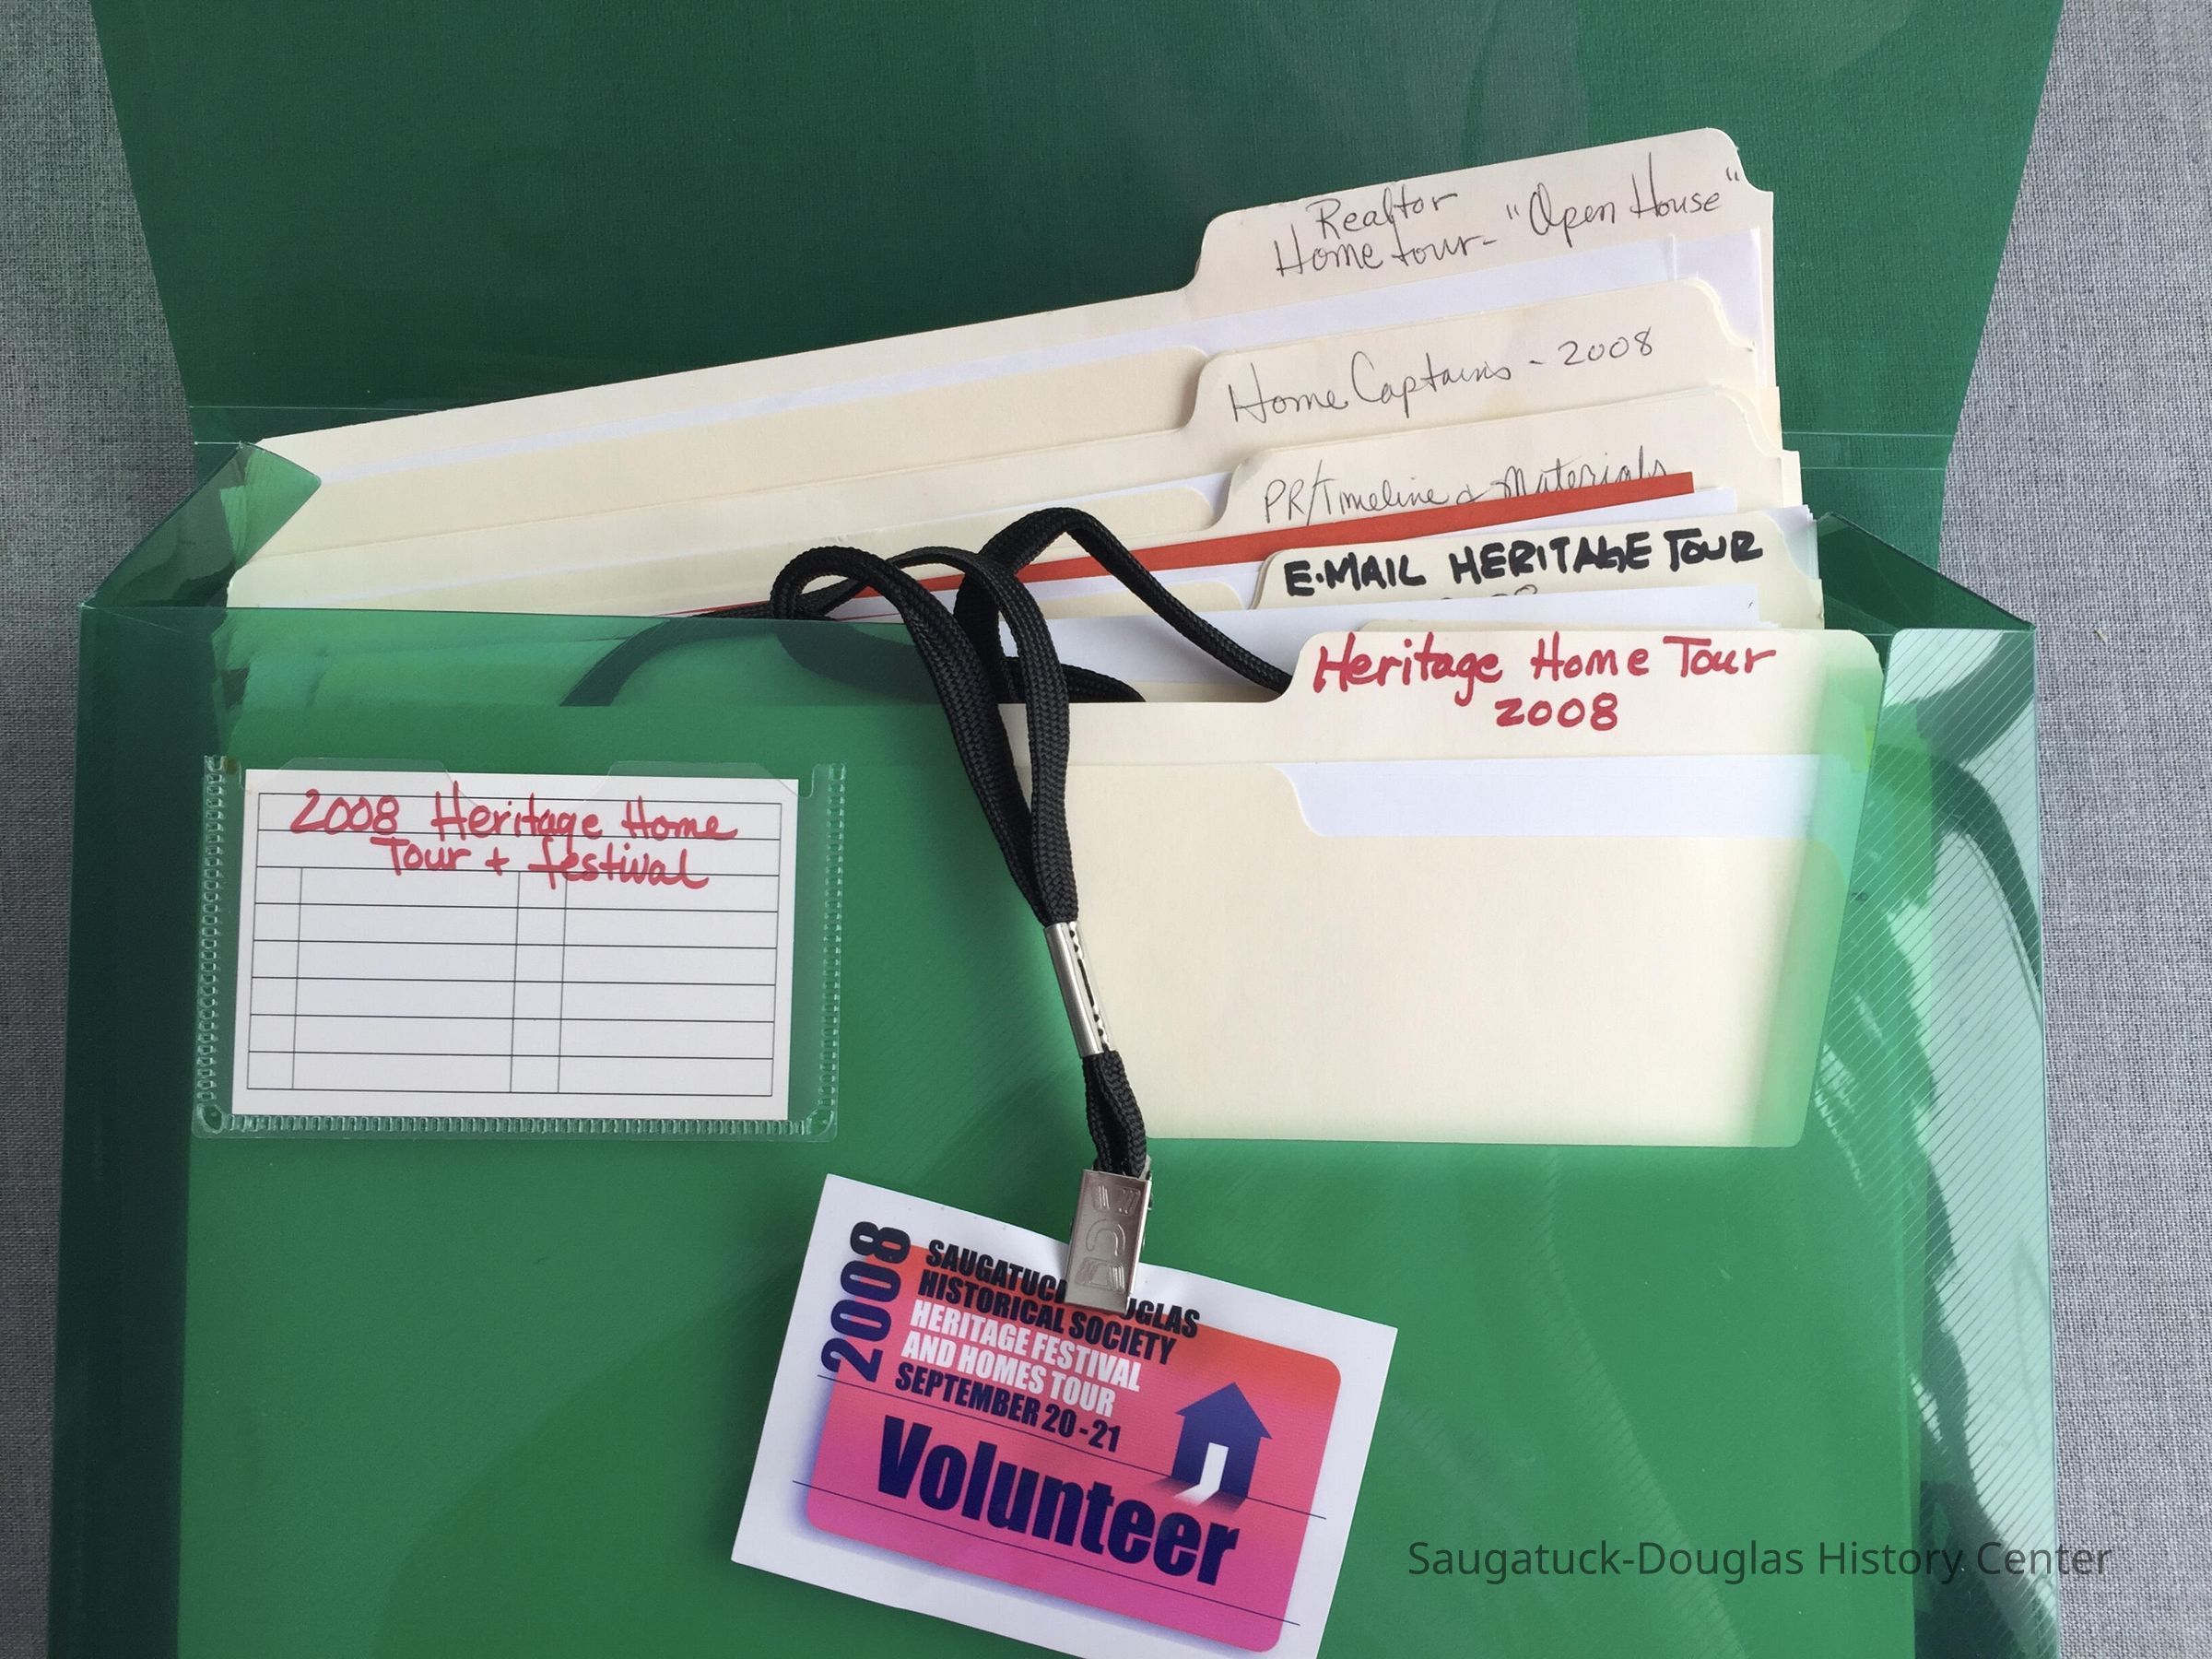 Realtor
Home tour- "Open House"
Home Captains - 2008
PR/Timeline & Materials
E-MAIL HERITAGE TOUR
Heritage Home Tour
2008
2008 Heritage Home
Tour + festival
2008
HISTORICAL SOCIETY
HERITAGE FESTIVAL
AND HOMES TOUR
SEPTEMBER 20-21
Volunteer
Saugatuck-Douglas History Center